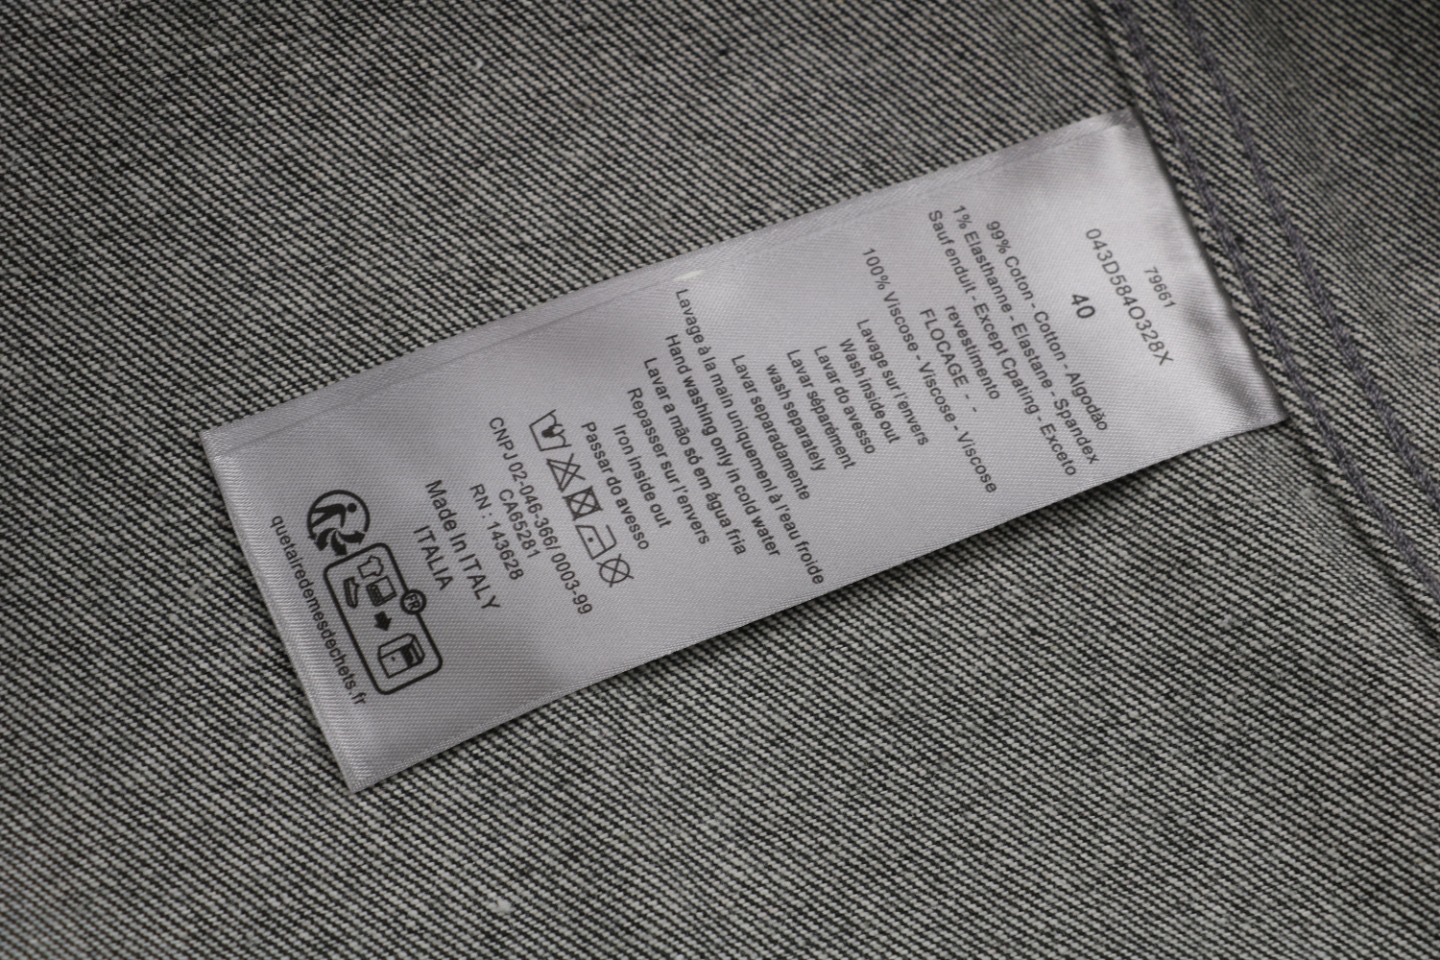 79661
043D584O328X
40
99% Coton - Cotton - Algodão
1% Elasthanne - Elastane - Spandex
Sauf enduit - Except Cpating - Exceto
revestimento
FLOCAGE - -
100% Viscose - Viscose - Viscose
Lavage sur l'envers
Wash inside out
Lavar do avesso
Lavar séparément
wash separately
Lavar separadamente
Lavage à la main uniquement à l'eau froide
Hand washing only in cold water
Lavar a mão só em água fria
Repasser sur l'envers
Iron inside out
Passar do avesso
CNPJ 02-046-366/ 0003-99
CA65281
RN : 143628
Made In ITALY
ITALIA
FR
quefairedemesdechets.fr